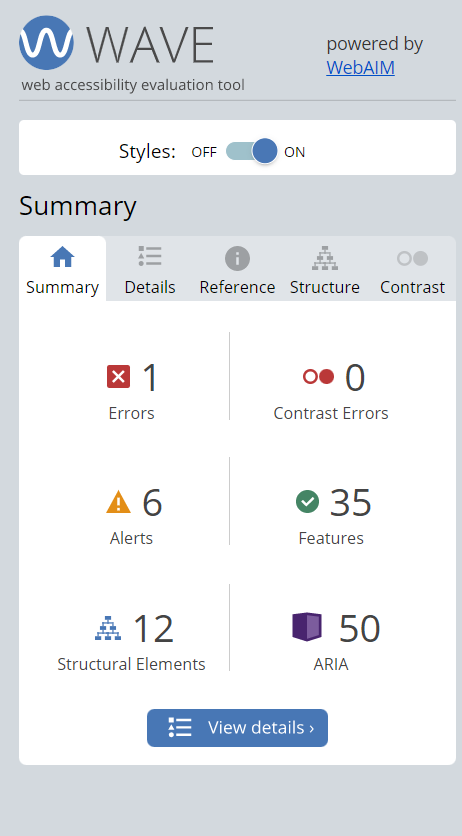 WAVE
powered by
WebAIM
web accessibility evaluation tool
Styles: OFF ON
Summary
Summary Details Reference Structure Contrast
1 0
Errors Contrast Errors
6 35
Alerts Features
12 50
Structural Elements ARIA
View details ›